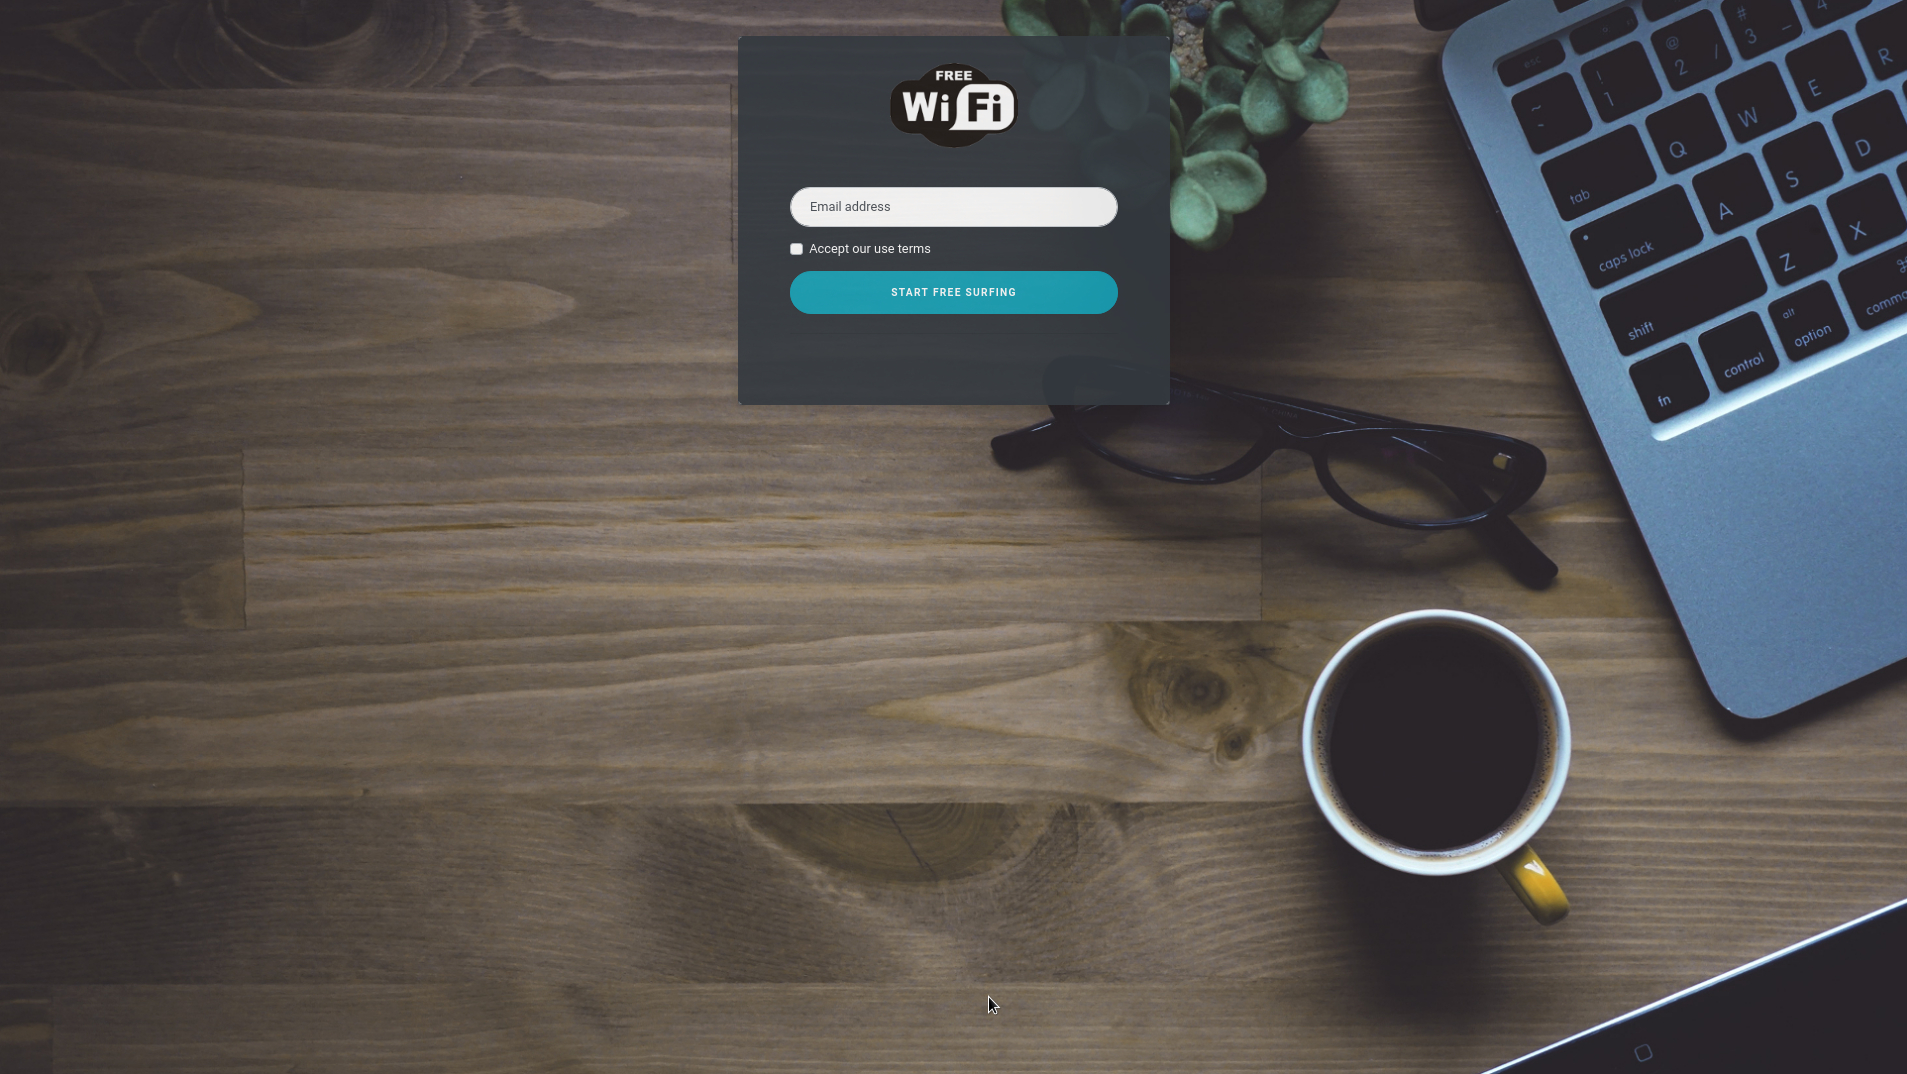 FREE
WiFi
Email address
Accept our use terms
START FREE SURFING
esc
~
`
!
1
@
2
#
3
4
tab
Q
W
E
R
caps lock
A
S
D
shift
Z
X
fn
control
alt
option
⌘